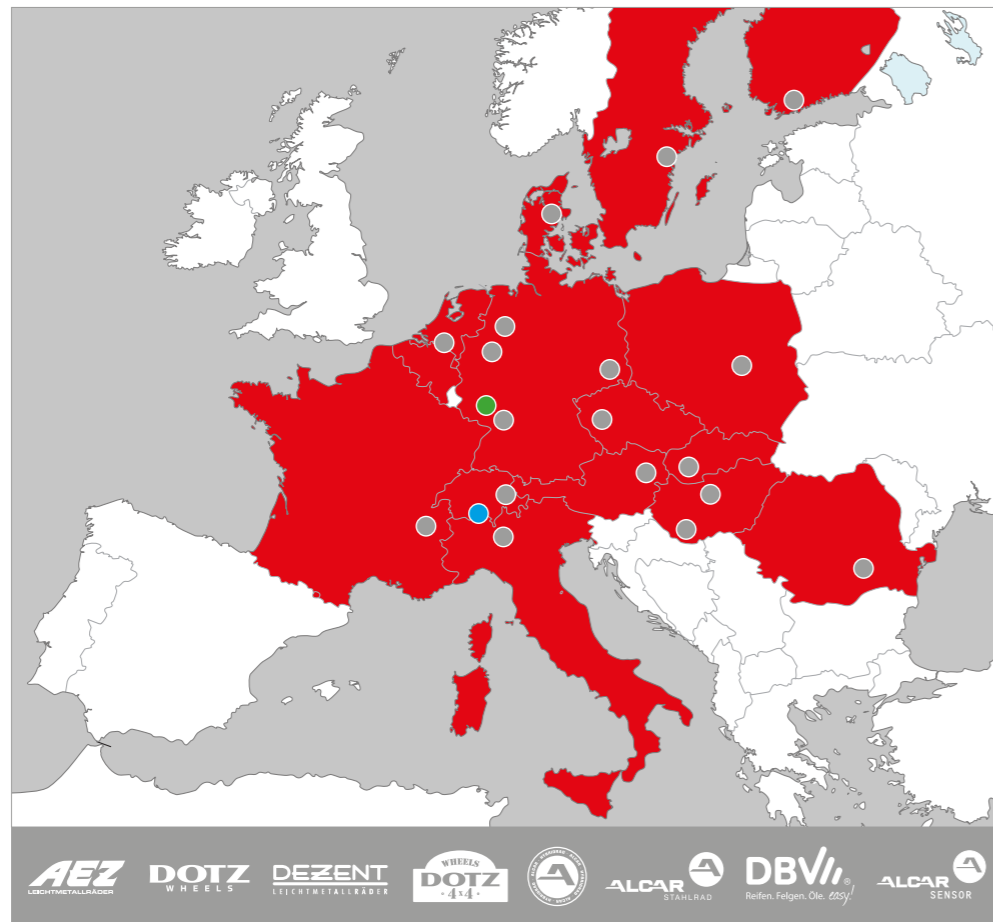 AEZ
LEICHTMETALLRÄDER
DOTZ
WHEELS
DEZENT
LEICHTMETALLRÄDER
WHEELS
DOTZ
4x4
ALCAR
STAHLRAD
DBV
®
Reifen. Felgen. Öle. easy!
ALCAR
SENSOR